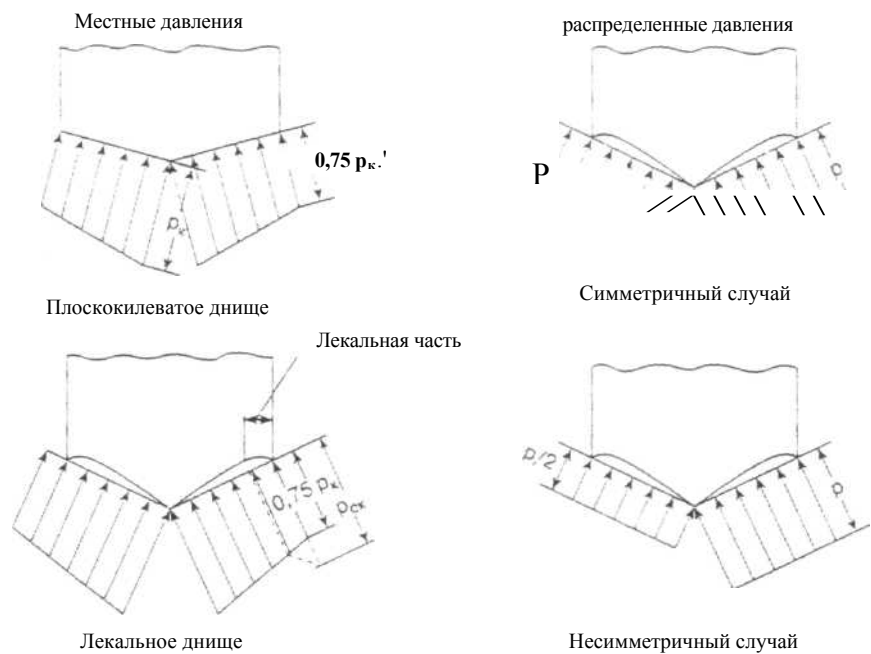 Местные давления
распределенные давления
0,75 pк.'
P
p
pк
Плоскокилеватое днище
Симметричный случай
Лекальная часть
0,75 pк
pск
p/2
p
Лекальное днище
Несимметричный случай